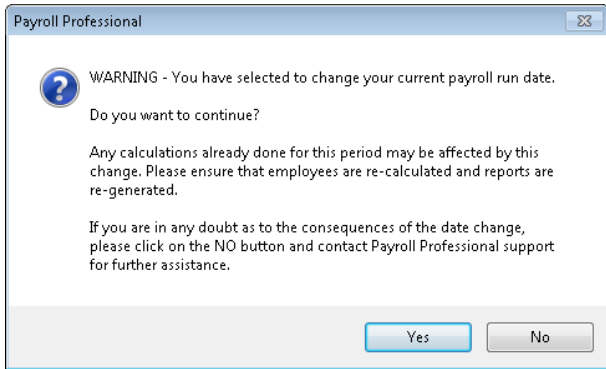 Payroll Professional
WARNING - You have selected to change your current payroll run date.
Do you want to continue?
Any calculations already done for this period may be affected by this
change. Please ensure that employees are re-calculated and reports are
re-generated.
If you are in any doubt as to the consequences of the date change,
please click on the NO button and contact Payroll Professional support
for further assistance.
Yes No